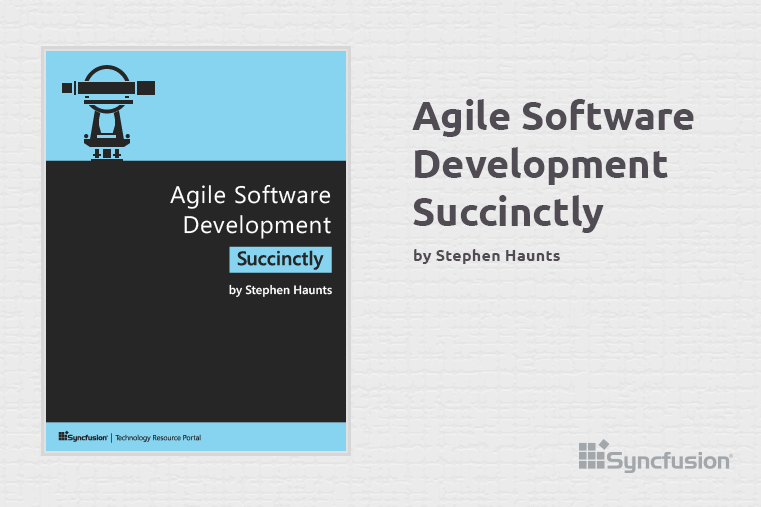 Agile Software
Development
Succinctly
by Stephen Haunts
Syncfusion | Technology Resource Portal
Agile Software
Development
Succinctly
by Stephen Haunts
Syncfusion®